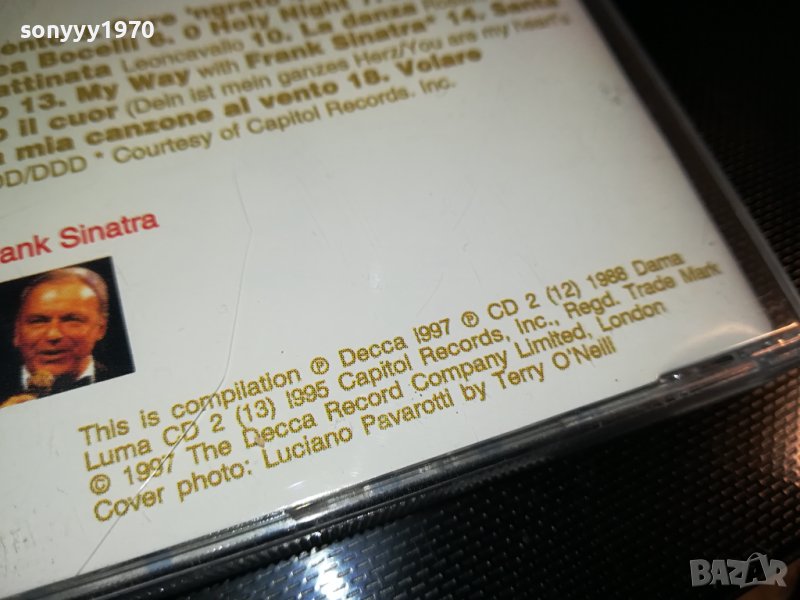 sonyyy1970
ngrato
Bocelli 6. o Holy Night
attinata Leoncavallo 10. La danza
13. My Way with Frank Sinatra* 14. Santa
il cuor (Dein ist mein ganzes Herz/You are my heart's
mia canzone al vento 18. Volare
DD/DDD * Courtesy of Capitol Records. Inc.
ank Sinatra
This is compilation ℗ Decca 1997 ℗ CD 2 (12) 1988 Dama
Luma CD 2 (13) 1995 Capitol Records, Inc., Regd. Trade Mark
© 1997 The Decca Record Company Limited, London
Cover photo: Luciano Pavarotti by Terry O'Neill
BAZAR